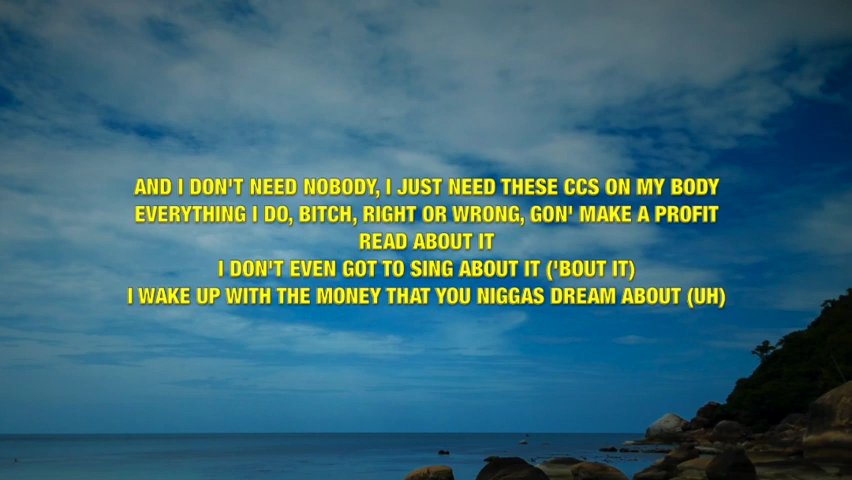 AND I DON'T NEED NOBODY, I JUST NEED THESE CCS ON MY BODY
EVERYTHING I DO, BITCH, RIGHT OR WRONG, GON' MAKE A PROFIT
READ ABOUT IT
I DON'T EVEN GOT TO SING ABOUT IT ('BOUT IT)
I WAKE UP WITH THE MONEY THAT YOU NIGGAS DREAM ABOUT (UH)